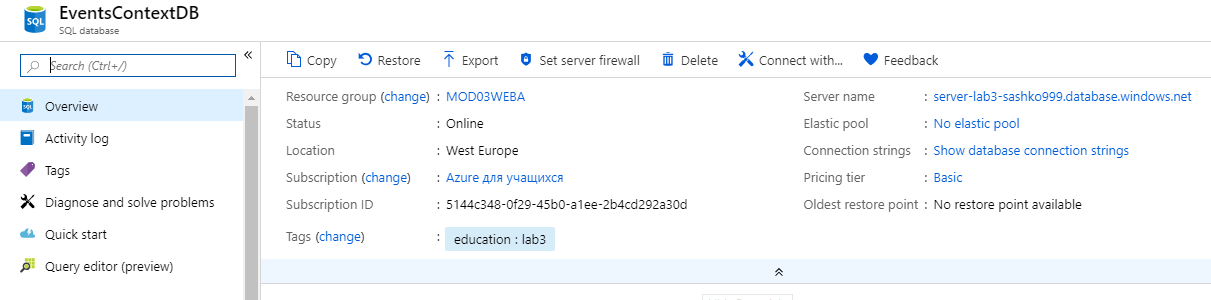 EventsContextDB
SQL database
Search (Ctrl+/)
Overview
Activity log
Tags
Diagnose and solve problems
Quick start
Query editor (preview)
Copy
Restore
Export
Set server firewall
Delete
Connect with...
Feedback
Resource group (change) : MOD03WEBA
Status : Online
Location : West Europe
Subscription (change) : Azure для учащихся
Subscription ID : 5144c348-0f29-45b0-a1ee-2b4cd292a30d
Tags (change) : education : lab3
Server name : server-lab3-sashko999.database.windows.net
Elastic pool : No elastic pool
Connection strings : Show database connection strings
Pricing tier : Basic
Oldest restore point : No restore point available